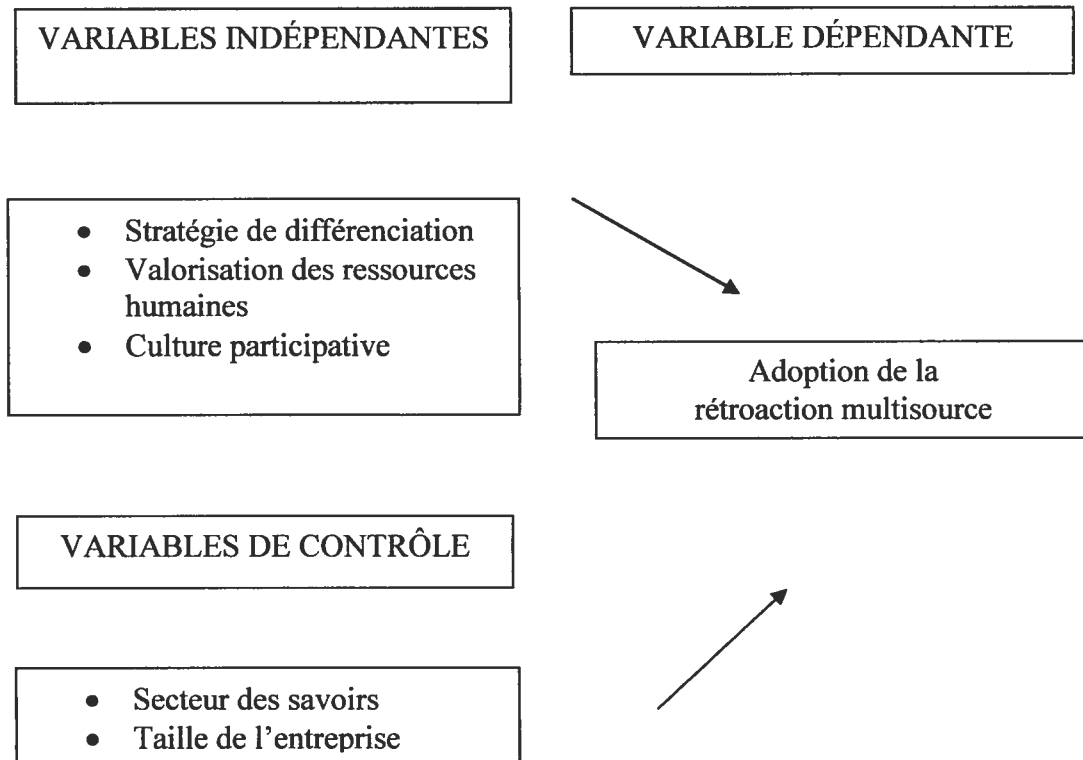 VARIABLES INDÉPENDANTES
VARIABLE DÉPENDANTE
• Stratégie de différenciation
• Valorisation des ressources
humaines
• Culture participative
Adoption de la
rétroaction multisource
VARIABLES DE CONTRÔLE
• Secteur des savoirs
• Taille de l'entreprise